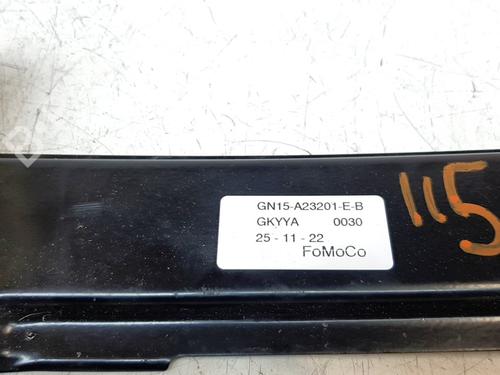 GN15-A23201-E-B
GKYYA 0030
25 - 11 - 22
FoMoCo
115